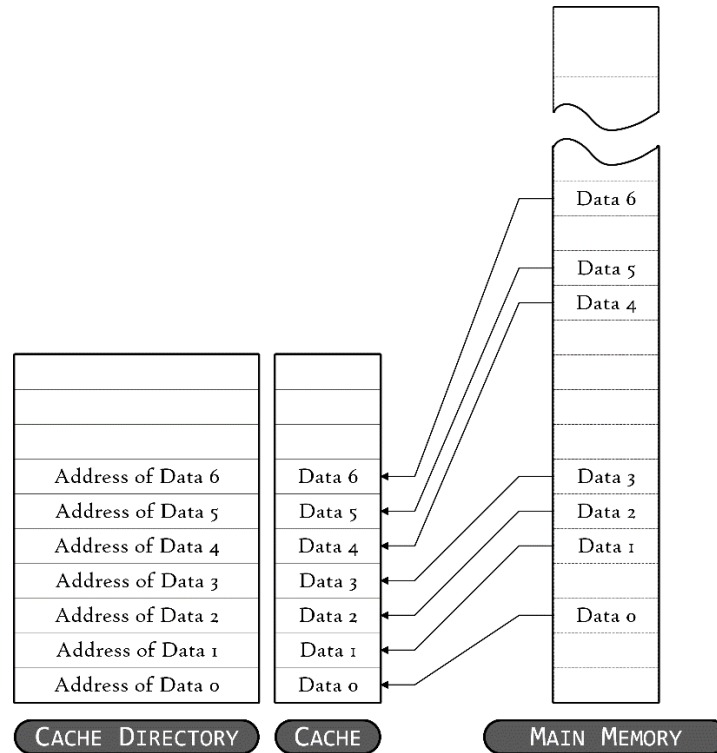 Data 6
Data 5
Data 4
Address of Data 6 Data 6 Data 3
Address of Data 5 Data 5 Data 2
Address of Data 4 Data 4 Data 1
Address of Data 3 Data 3
Address of Data 2 Data 2 Data 0
Address of Data 1 Data 1
Address of Data 0 Data 0
CACHE DIRECTORY CACHE MAIN MEMORY